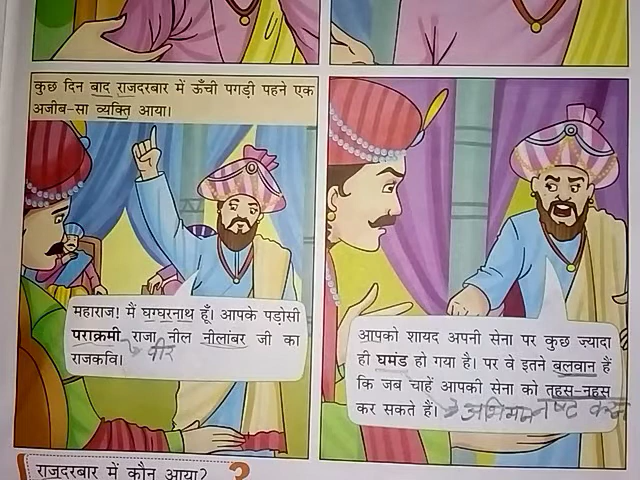 कुछ दिन बाद राजदरबार में ऊँची पगड़ी पहने एक
अजीब-सा व्यक्ति आया।
महाराज! मैं घग्घरनाथ हूँ। आपके पड़ोसी
पराक्रमी राजा नील नीलांबर जी का
राजकवि।
वीर
आपको शायद अपनी सेना पर कुछ ज़्यादा
ही घमंड हो गया है। पर वे इतने बलवान हैं
कि जब चाहें आपकी सेना को तहस-नहस
कर सकते हैं।
अभिमान नष्ट करना
राजदरबार में कौन आया?